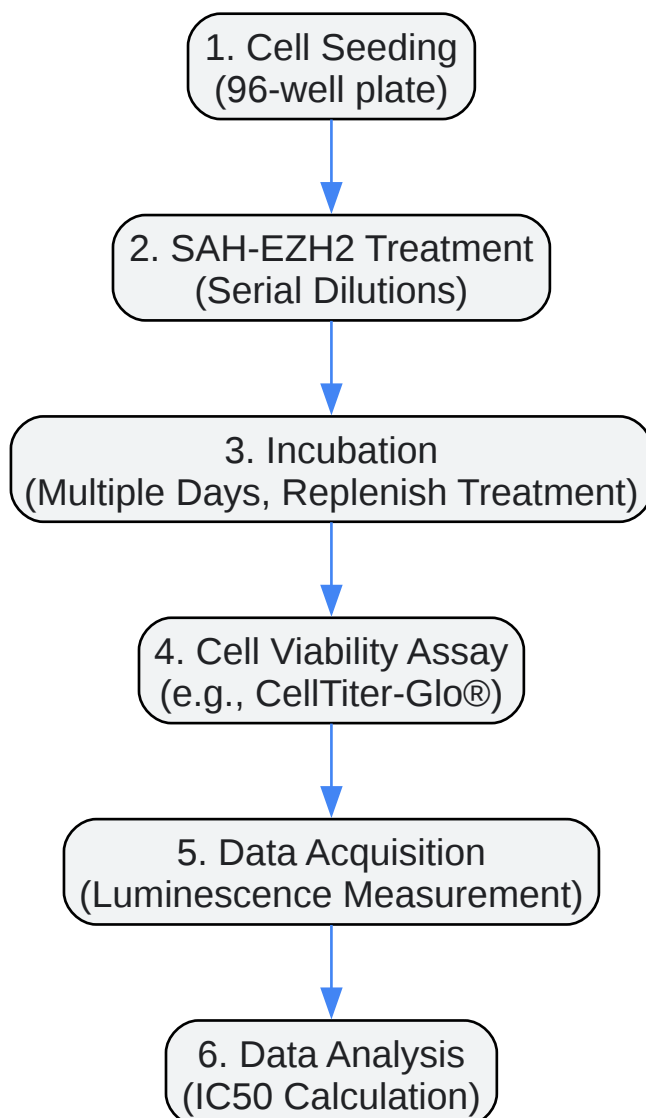 1. Cell Seeding
(96-well plate)
2. SAH-EZH2 Treatment
(Serial Dilutions)
3. Incubation
(Multiple Days, Replenish Treatment)
4. Cell Viability Assay
(e.g., CellTiter-Glo®)
5. Data Acquisition
(Luminescence Measurement)
6. Data Analysis
(IC50 Calculation)